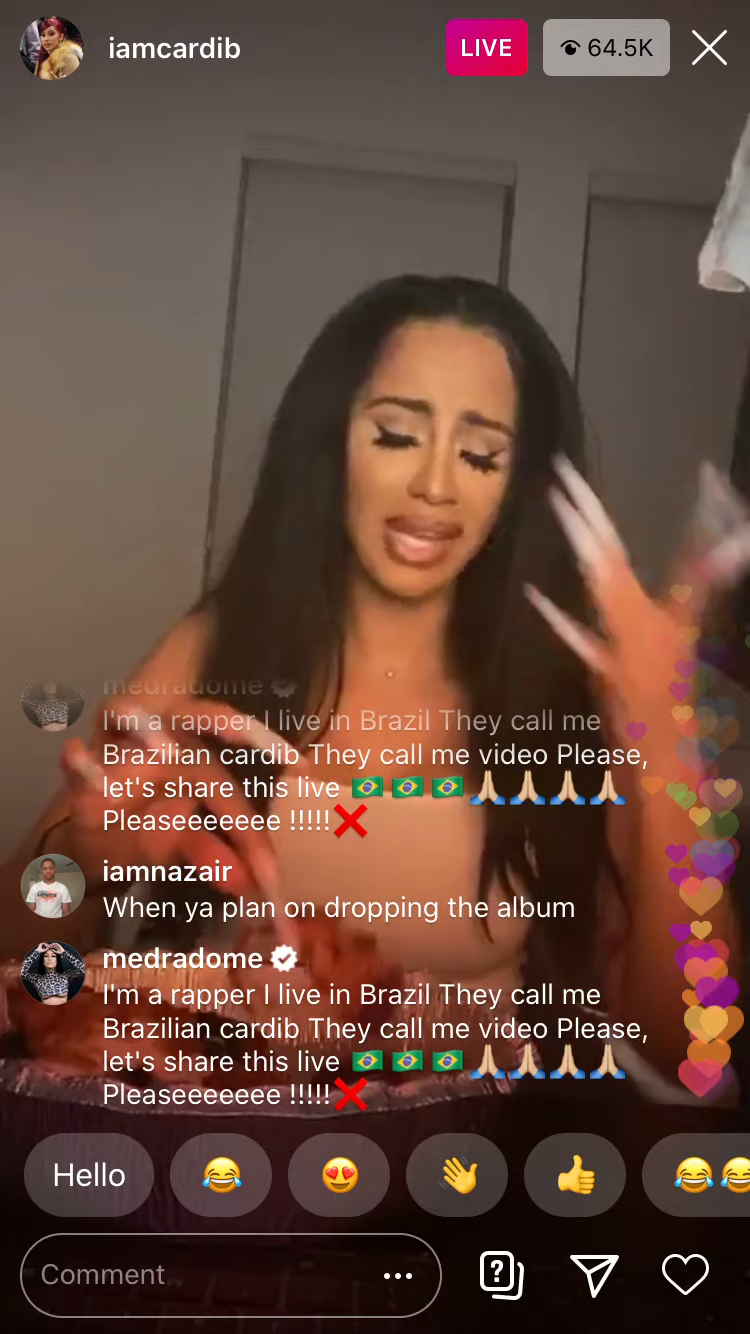 iamcardib
LIVE
64.5K
medradome
I'm a rapper I live in Brazil They call me
Brazilian cardib They call me video Please,
let's share this live 🇧🇷 🇧🇷 🇧🇷 🙏🏼 🙏🏼 🙏🏼 🙏🏼
Pleaseeeeeee !!!!!❌
iamnazair
When ya plan on dropping the album
medradome
I'm a rapper I live in Brazil They call me
Brazilian cardib They call me video Please,
let's share this live 🇧🇷 🇧🇷 🇧🇷 🙏🏼 🙏🏼 🙏🏼 🙏🏼
Pleaseeeeeee !!!!!❌
Hello 😂 😍 👋 👍 😂😂
Comment